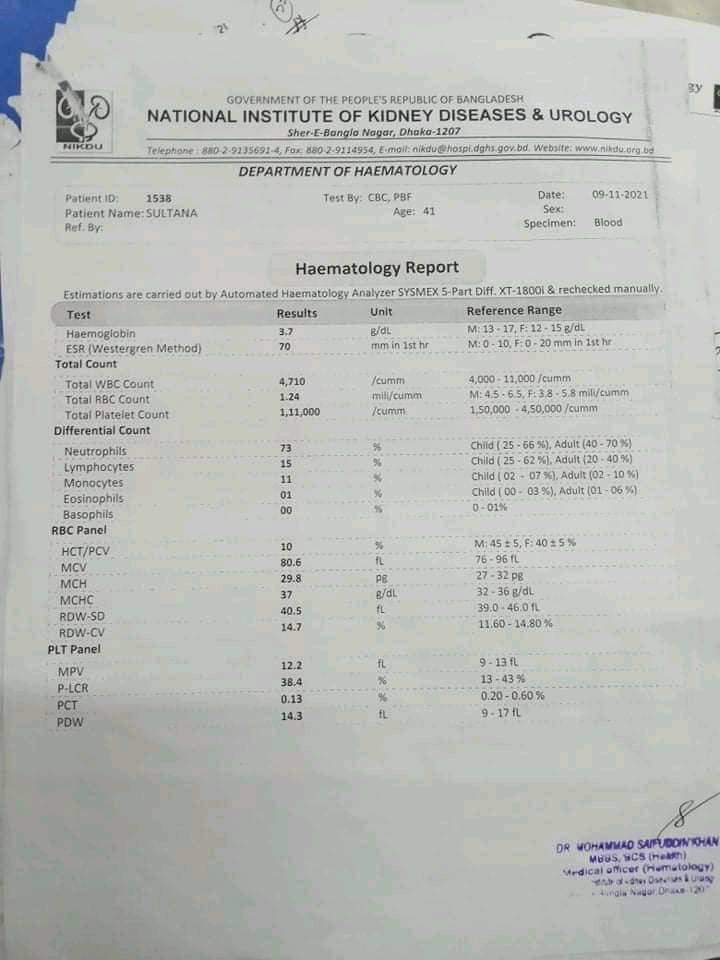 21
gy
NIKDU
GOVERNMENT OF THE PEOPLE'S REPUBLIC OF BANGLADESH
NATIONAL INSTITUTE OF KIDNEY DISEASES & UROLOGY
Sher-E-Bangla Nagar, Dhaka-1207
Telephone : 880-2-9135691-4, Fax: 880-2-9114954, E-mail: nikdu@hospi.dghs.gov.bd. Website: www.nikdu.org.bd
DEPARTMENT OF HAEMATOLOGY
Patient ID: 1538 Test By: CBC, PBF Date: 09-11-2021
Patient Name: SULTANA Age: 41 Sex:
Ref. By: Specimen: Blood
Haematology Report
Estimations are carried out by Automated Haematology Analyzer SYSMEX 5-Part Diff. XT-1800i & rechecked manually.
Test Results Unit Reference Range
Haemoglobin 3.7 g/dL M: 13 - 17, F: 12 - 15 g/dL
ESR (Westergren Method) 70 mm in 1st hr M: 0 - 10, F: 0 - 20 mm in 1st hr
Total Count
Total WBC Count 4,710 /cumm 4,000 - 11,000 /cumm
Total RBC Count 1.24 mili/cumm M: 4.5 - 6.5, F: 3.8 - 5.8 mili/cumm
Total Platelet Count 1,11,000 /cumm 1,50,000 - 4,50,000 /cumm
Differential Count
Neutrophils 73 % Child ( 25 - 66 %), Adult (40 - 70 %)
Lymphocytes 15 % Child ( 25 - 62 %), Adult (20 - 40 %)
Monocytes 11 % Child ( 02 - 07 %), Adult (02 - 10 %)
Eosinophils 01 % Child ( 00 - 03 %), Adult (01 - 06 %)
Basophils 00 % 0 - 01%
RBC Panel
HCT/PCV 10 % M: 45 ± 5, F: 40 ± 5 %
MCV 80.6 fL 76 - 96 fL
MCH 29.8 pg 27 - 32 pg
MCHC 37 g/dL 32 - 36 g/dL
RDW-SD 40.5 fL 39.0 - 46.0 fL
RDW-CV 14.7 % 11.60 - 14.80 %
PLT Panel
MPV 12.2 fL 9 - 13 fL
P-LCR 38.4 % 13 - 43 %
PCT 0.13 % 0.20 - 0.60 %
PDW 14.3 fL 9 - 17 fL
DR MOHAMMAD SAIFUDDIN KHAN
MBBS, BCS (Health)
Medical officer (Hematology)
of Kidney Diseases & Urology
Bangla Nagar, Dhaka-120